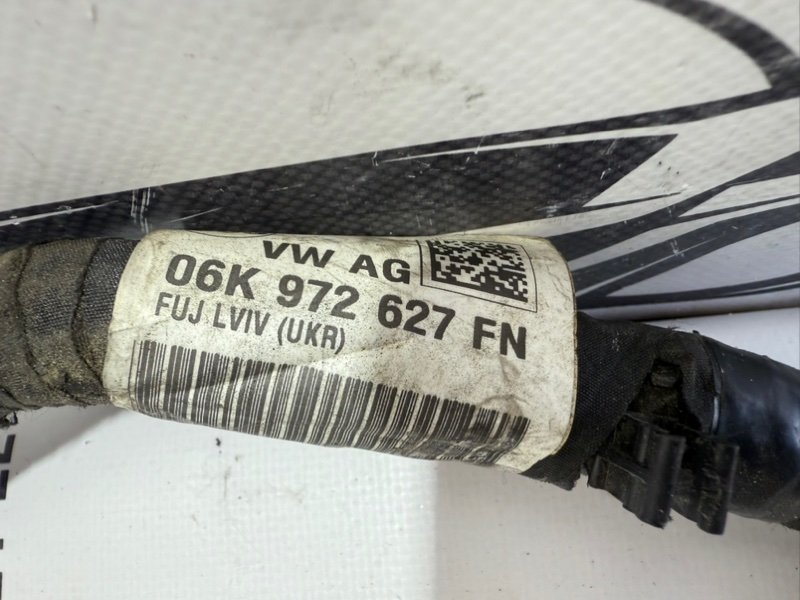 VW AG
06K 972 627 FN
FUJ LVIV (UKR)